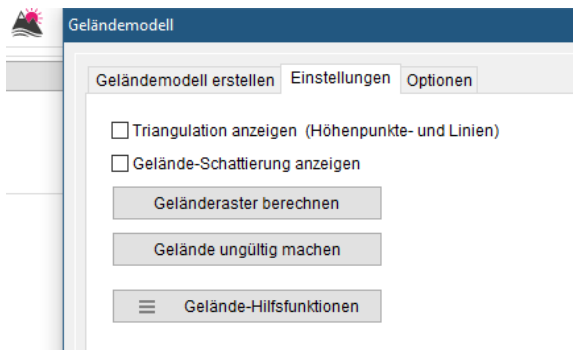 Geländemodell
Geländemodell erstellen Einstellungen Optionen
Triangulation anzeigen (Höhenpunkte- und Linien)
Gelände-Schattierung anzeigen
Geländeraster berechnen
Gelände ungültig machen
Gelände-Hilfsfunktionen